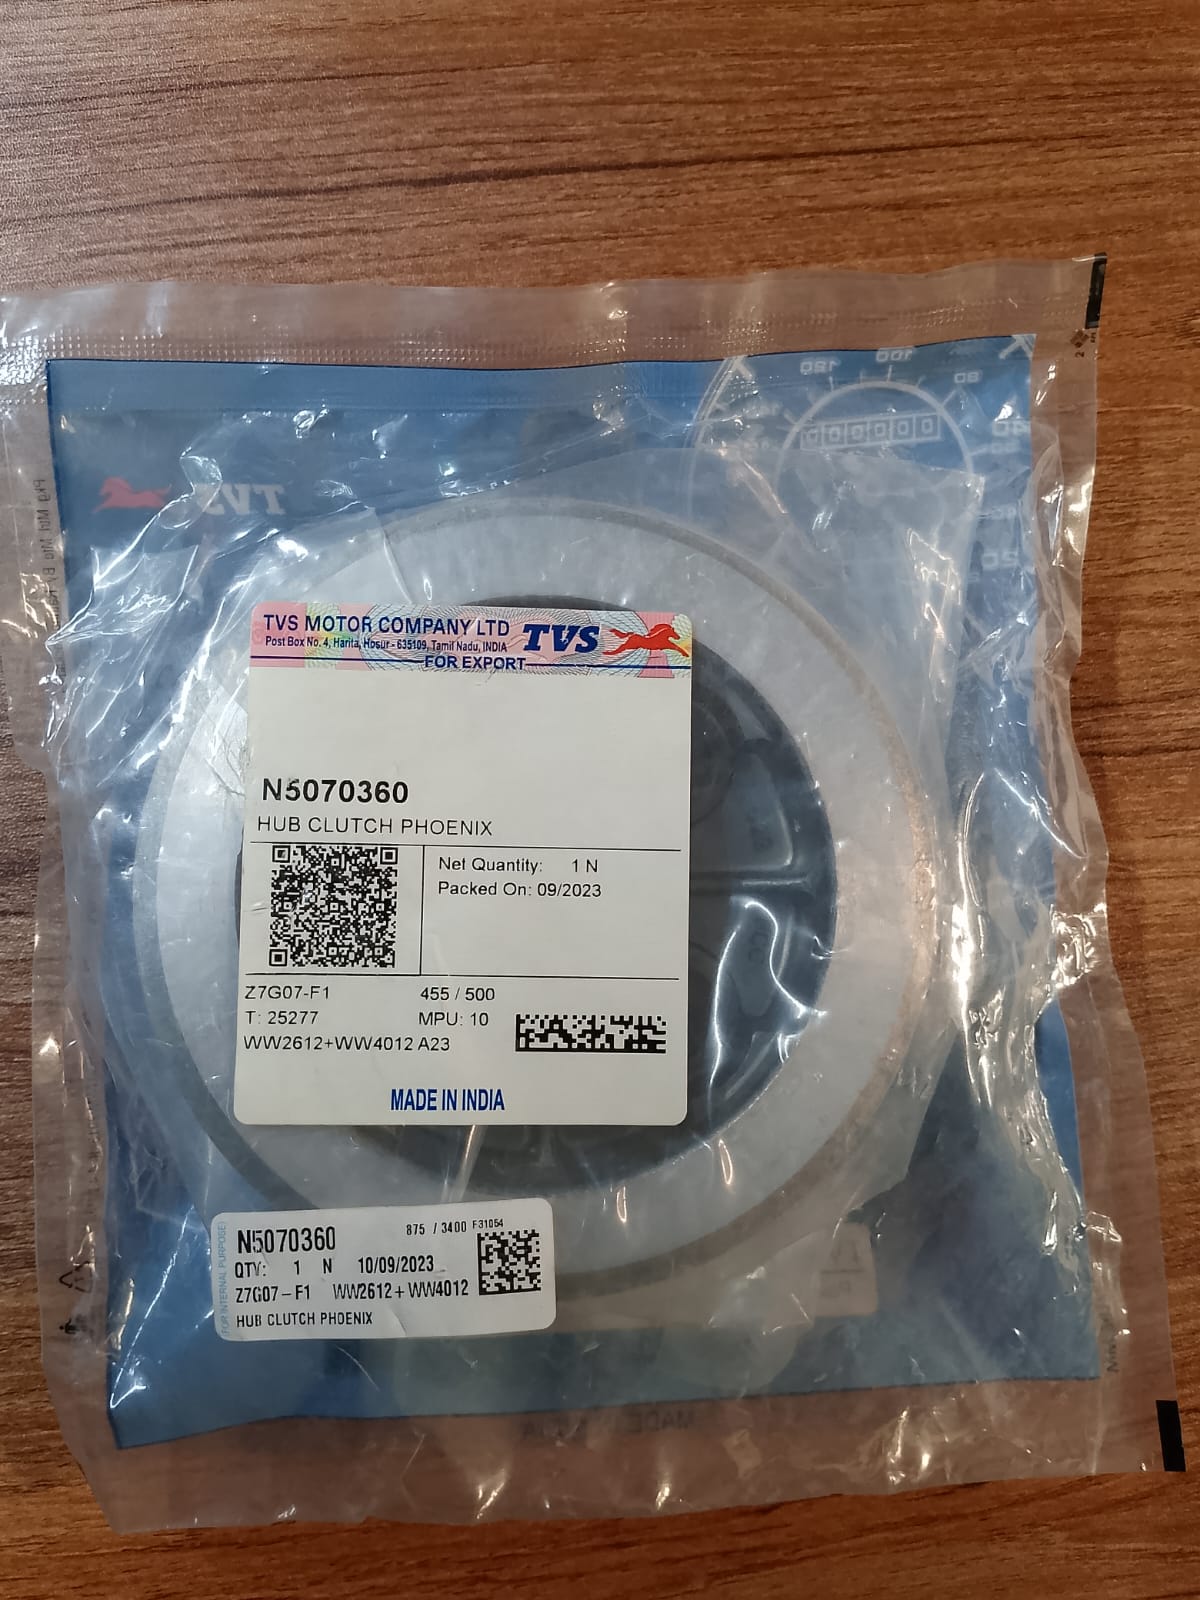 TVS
TVS MOTOR COMPANY LTD
Post Box No. 4, Harita, Hosur - 635109, Tamil Nadu, INDIA
TVS
FOR EXPORT
N5070360
HUB CLUTCH PHOENIX
Net Quantity: 1 N
Packed On: 09/2023
Z7G07-F1 455 / 500
T: 25277 MPU: 10
WW2612+WW4012 A23
MADE IN INDIA
(FOR INTERNAL PURPOSE)
N5070360 875 / 3400 F31054
QTY: 1 N 10/09/2023
Z7G07-F1 WW2612+WW4012
HUB CLUTCH PHOENIX